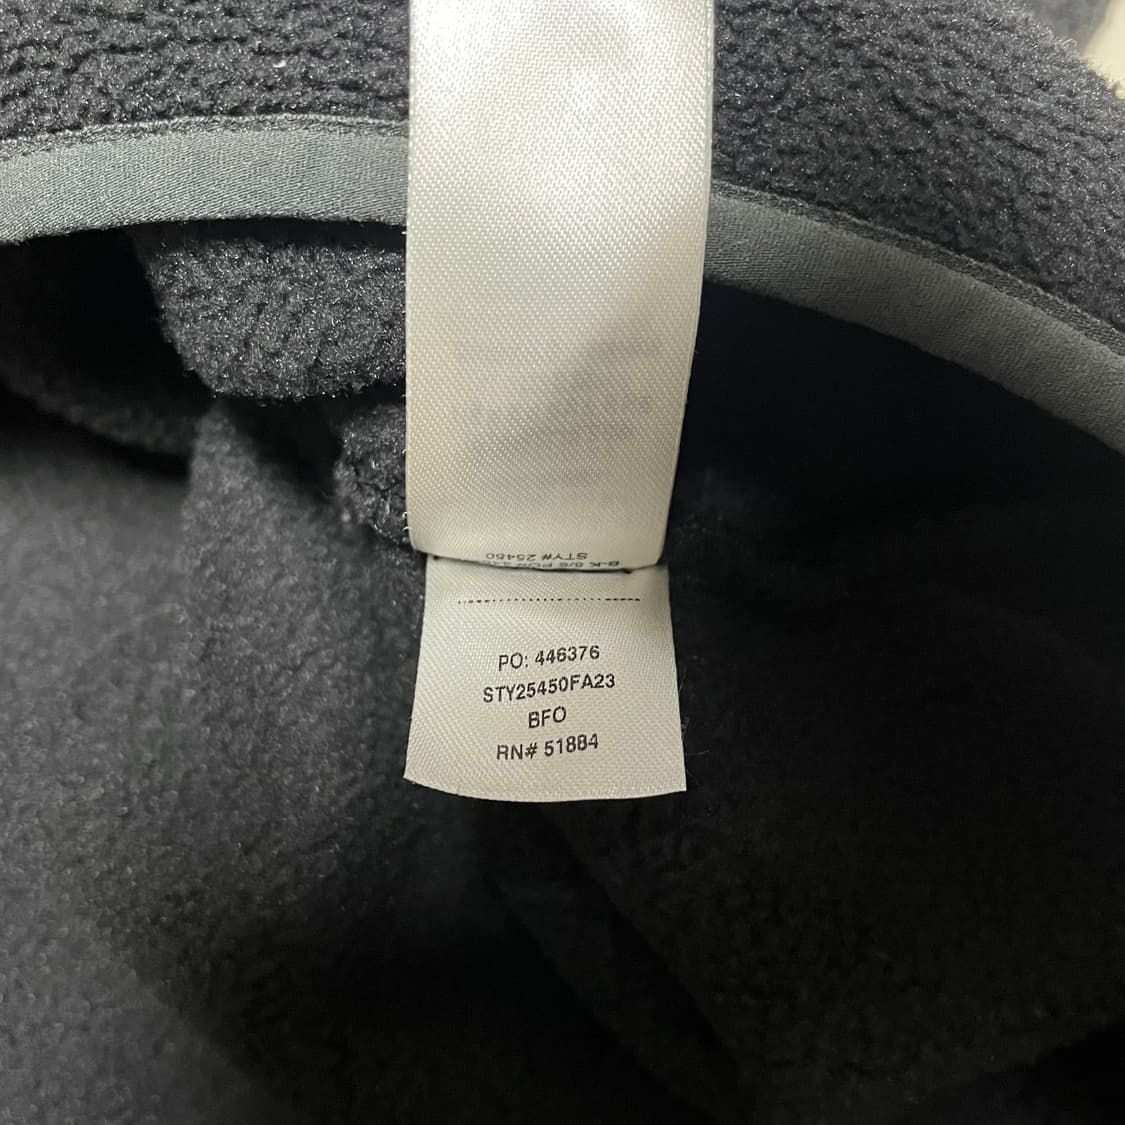 STY# 25450
PO: 446376
STY25450FA23
BFO
RN# 51884